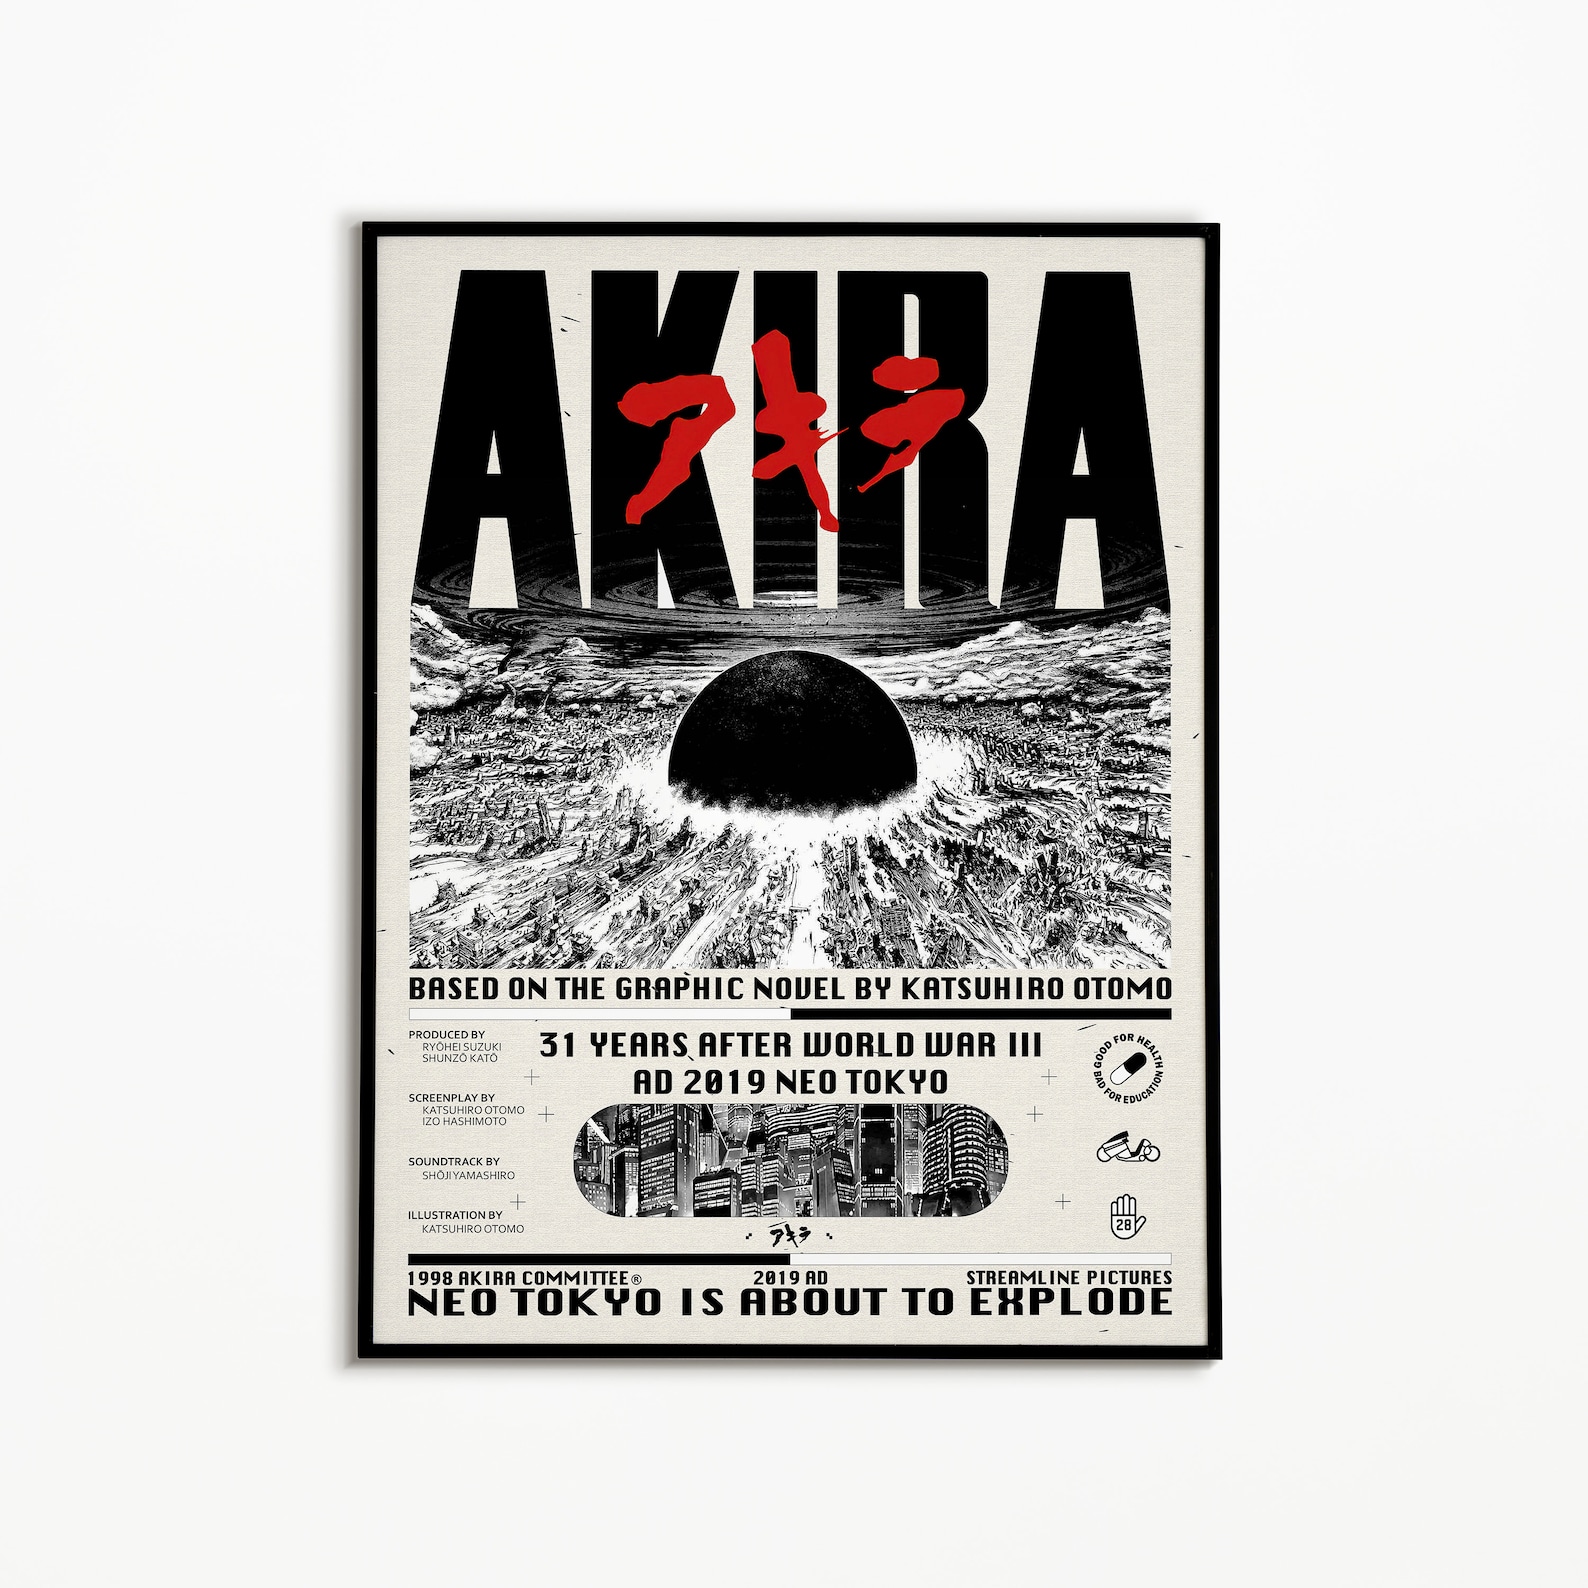 AKIRA
アキラ
BASED ON THE GRAPHIC NOVEL BY KATSUHIRO OTOMO
PRODUCED BY
RYŌHEI SUZUKI
SHUNZŌ KATŌ
SCREENPLAY BY
KATSUHIRO OTOMO
IZO HASHIMOTO
SOUNDTRACK BY
SHŌJI YAMASHIRO
ILLUSTRATION BY
KATSUHIRO OTOMO
31 YEARS AFTER WORLD WAR III
AD 2019 NEO TOKYO
アキラ
GOOD FOR HEALTH
BAD FOR EDUCATION
28
1998 AKIRA COMMITTEE®
2019 AD
STREAMLINE PICTURES
NEO TOKYO IS ABOUT TO EXPLODE